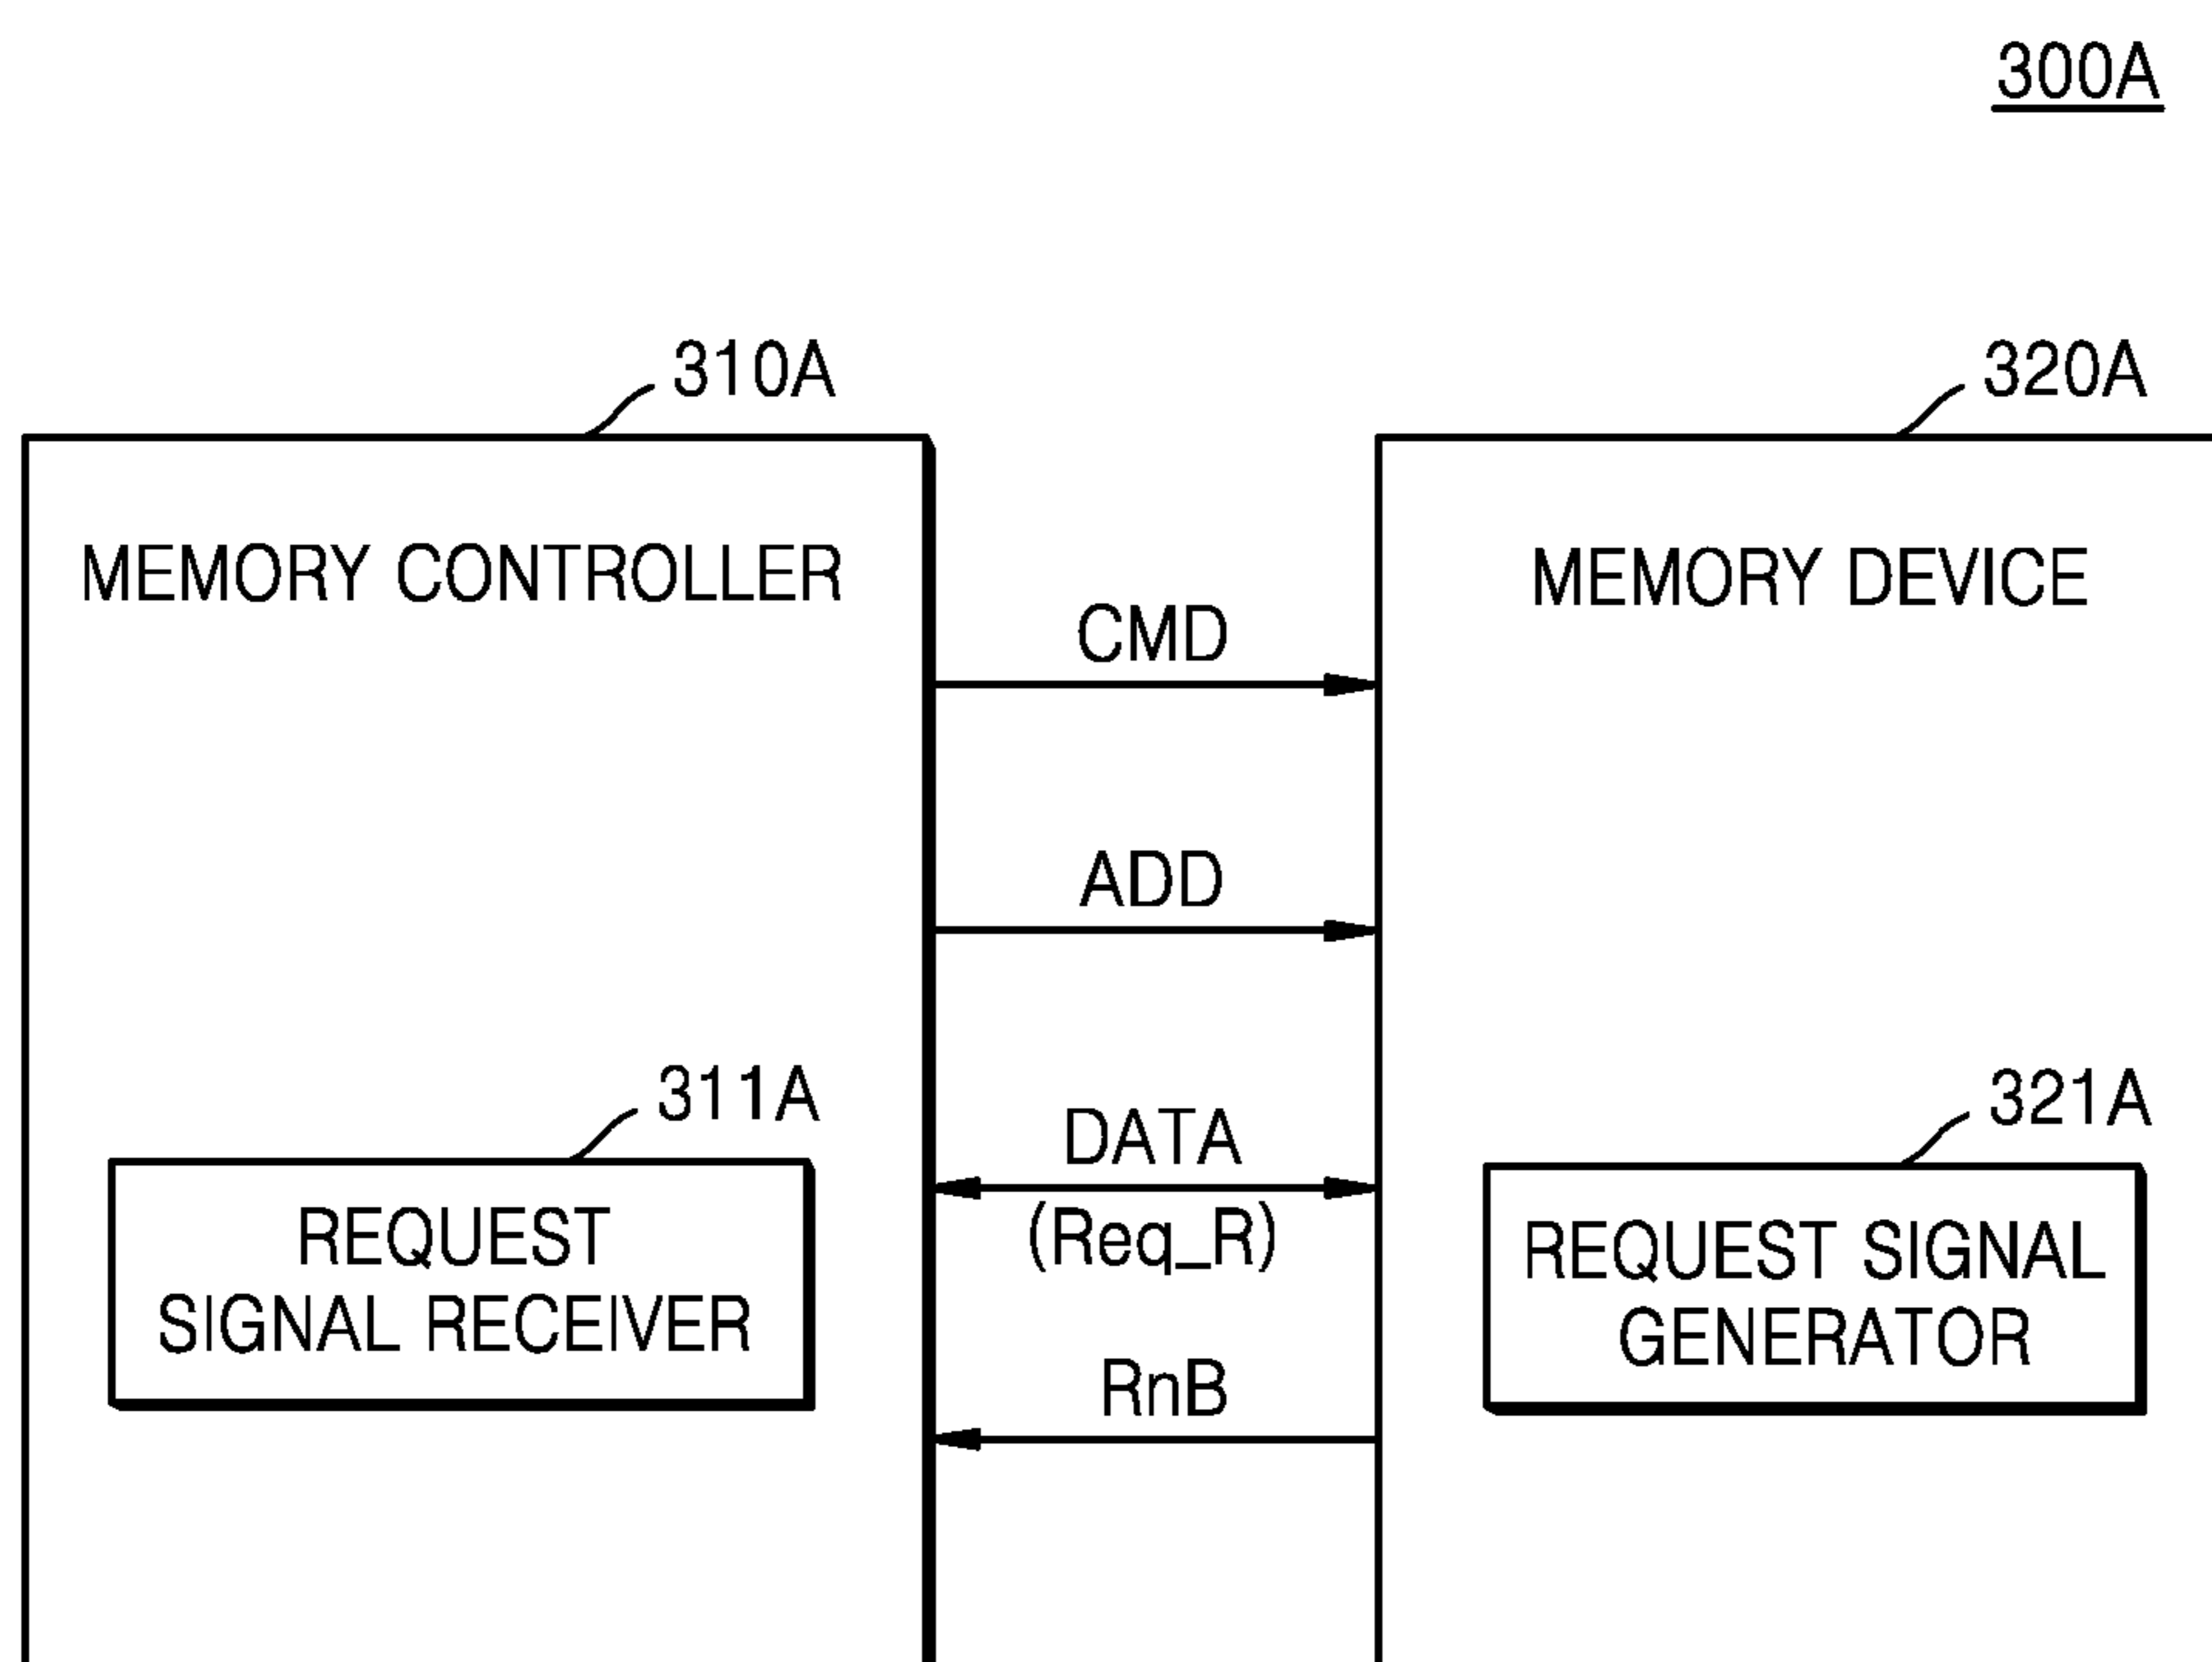 300A
310A
320A
MEMORY CONTROLLER
MEMORY DEVICE
CMD
ADD
311A
321A
DATA
(Req_R)
REQUEST
SIGNAL RECEIVER
REQUEST SIGNAL
GENERATOR
RnB